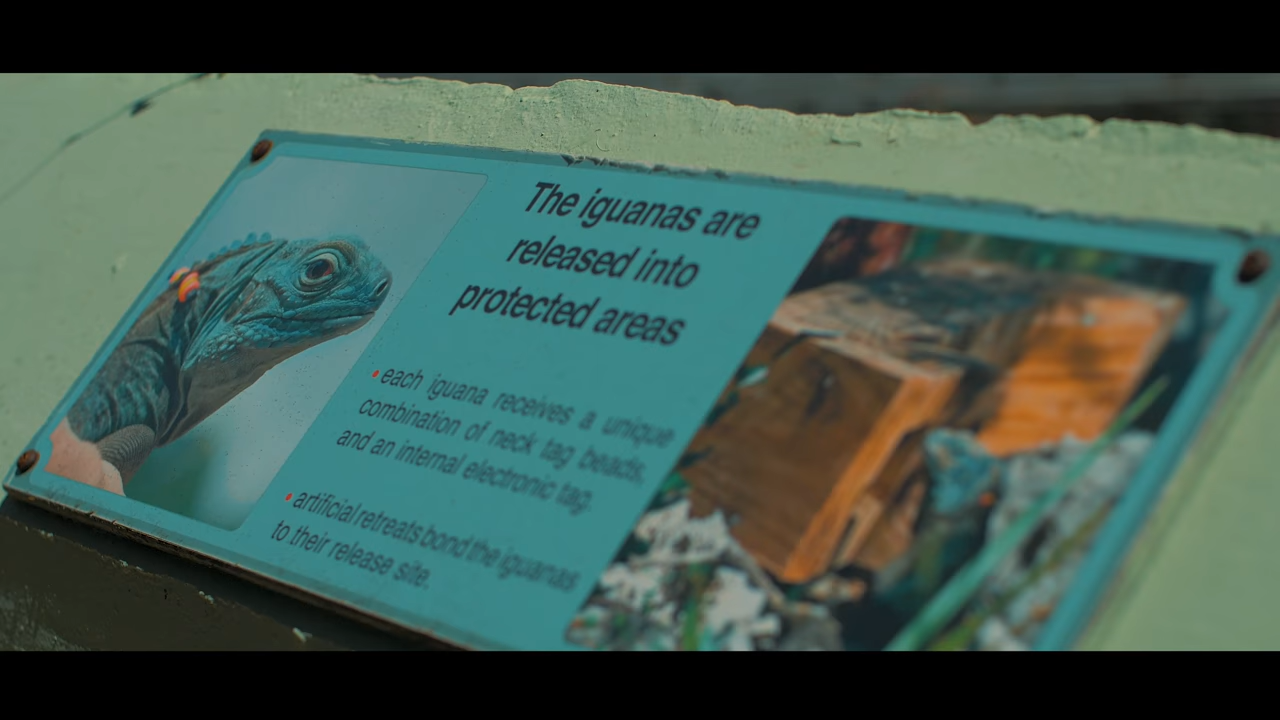 The iguanas are
released into
protected areas
• each iguana receives a unique
combination of neck tag beads,
and an internal electronic tag.
• artificial retreats bond the iguanas
to their release site.